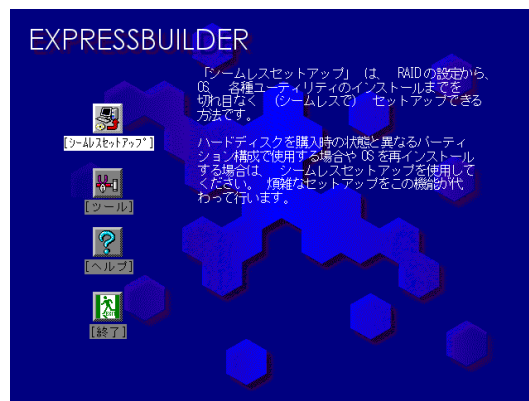 EXPRESSBUILDER
「シームレスセットアップ」 は、 RAIDの設定から、
OS、 各種ユーティリティのインストールまでを
切れ目なく (シームレスで) セットアップできる
方法です。
ハードディスクを購入時の状態と異なるパーティ
ション構成で使用する場合や OS を再インストール
する場合は、 シームレスセットアップを使用して
ください。 煩雑なセットアップをこの機能が代
わって行います。
[シームレスセットアップ]
[ツール]
[ヘルプ]
[終了]